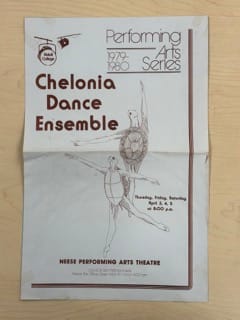 Performing
Arts
Series
1979-
1980
Chelonia
Dance
Ensemble
Thursday, Friday, Saturday
April 3, 4, 5
at 8:00 p.m.
NEESE PERFORMING ARTS THEATRE